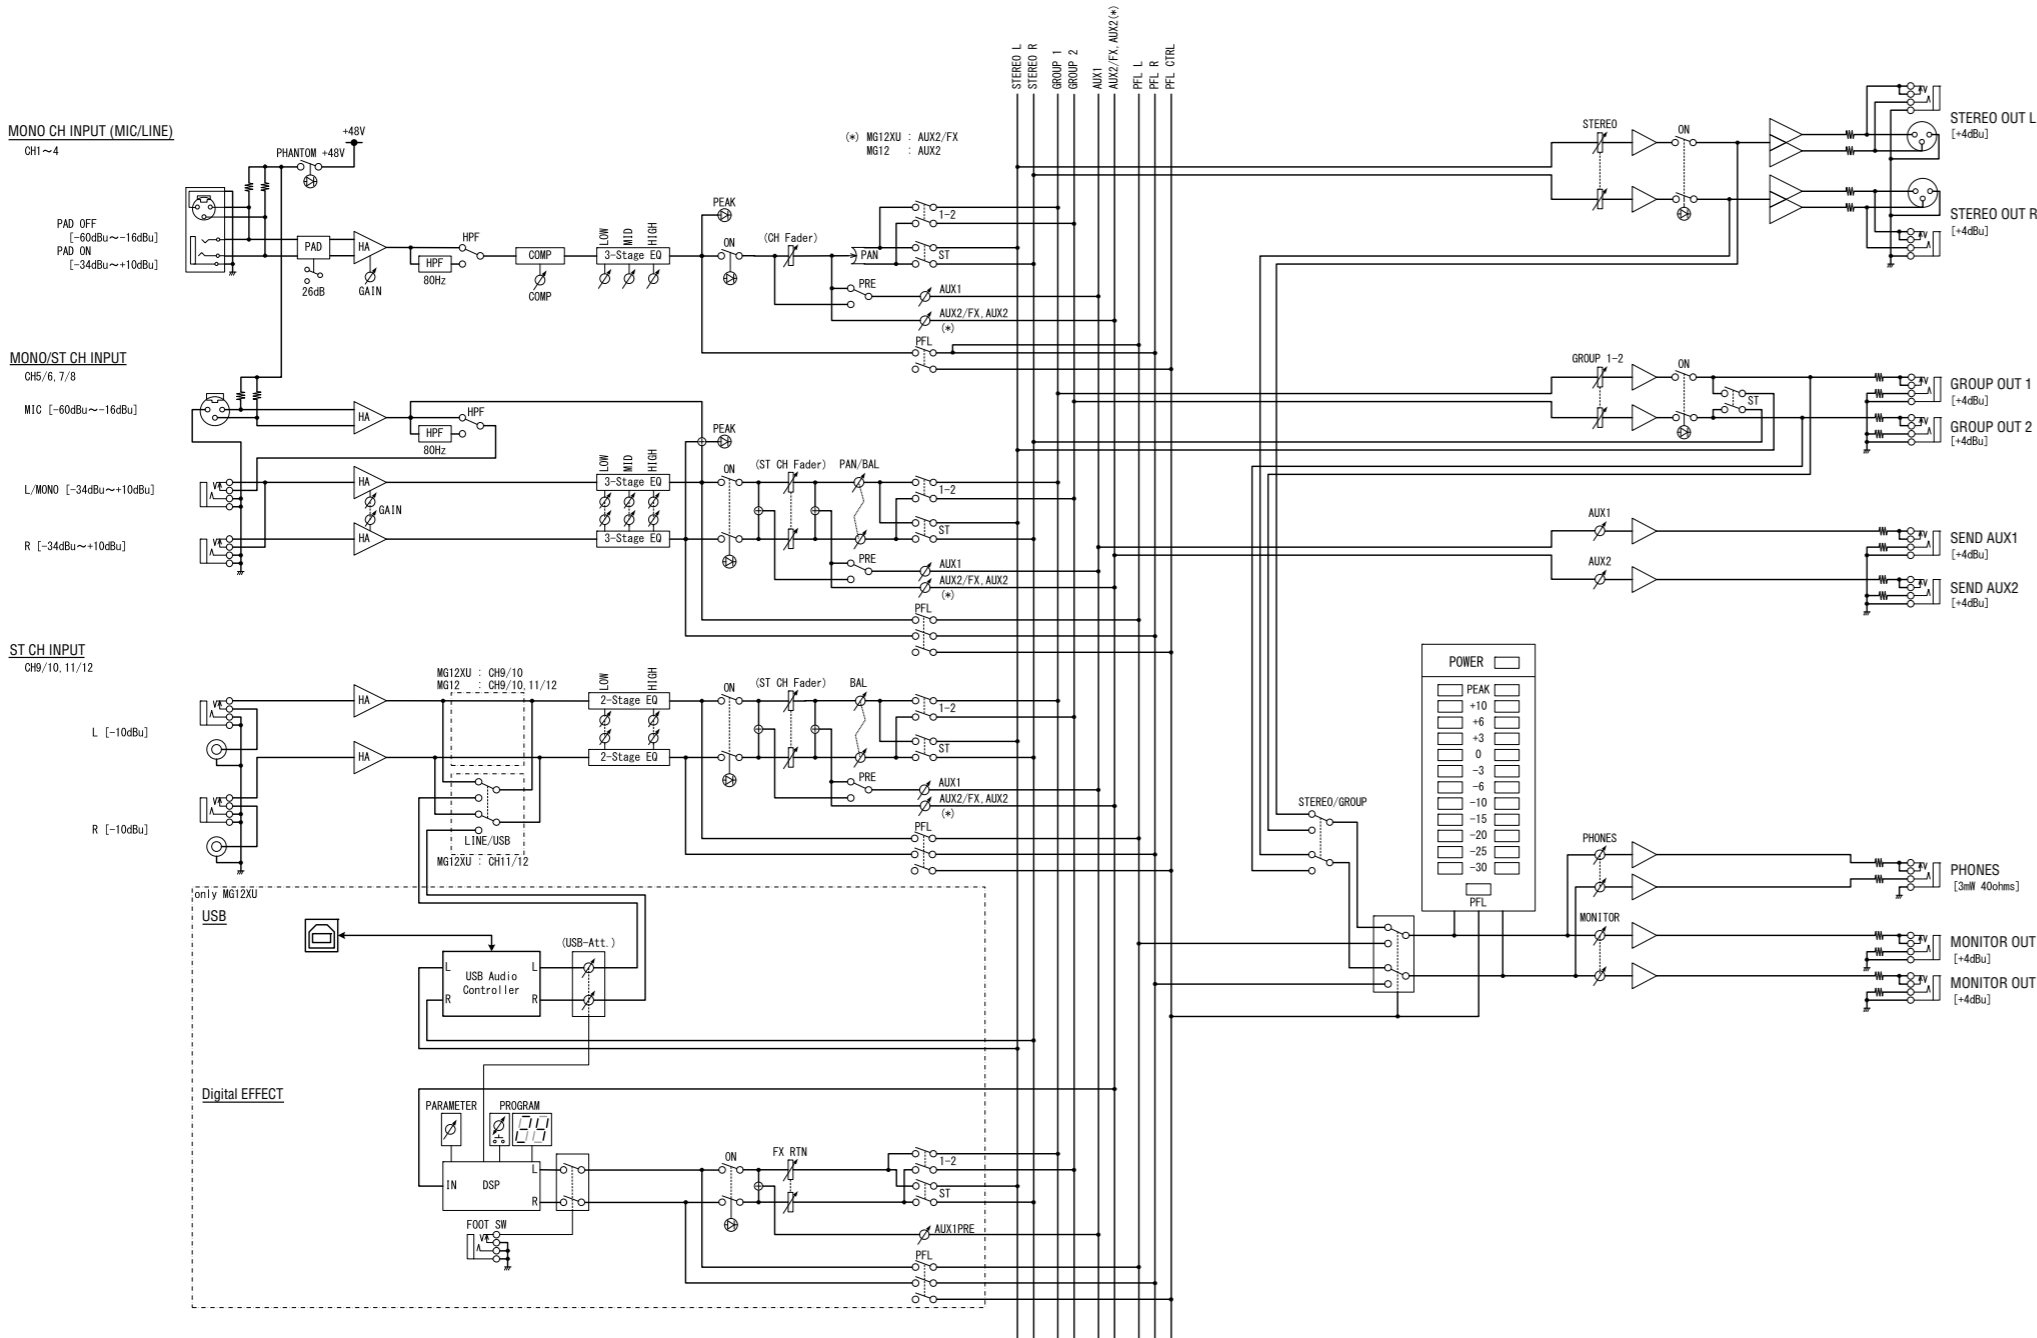 STEREO L
STEREO R
GROUP 1
GROUP 2
AUX1
AUX2/FX, AUX2(*)
PFL L
PFL R
PFL CTRL
MONO CH INPUT (MIC/LINE)
CH1～4
PHANTOM +48V
+48V
(*) MG12XU : AUX2/FX
MG12 : AUX2
PAD OFF
[-60dBu～-16dBu]
PAD ON
[-34dBu～+10dBu]
PAD
26dB
HA
GAIN
HPF
HPF
80Hz
COMP
COMP
LOW
MID
HIGH
3-Stage EQ
PEAK
ON
(CH Fader)
PAN
1-2
ST
PRE
AUX1
AUX2/FX, AUX2
(*)
PFL
MONO/ST CH INPUT
CH5/6, 7/8
MIC [-60dBu～-16dBu]
HA
HPF
HPF
80Hz
L/MONO [-34dBu～+10dBu]
R [-34dBu～+10dBu]
HA
GAIN
HA
LOW
MID
HIGH
3-Stage EQ
3-Stage EQ
PEAK
ON
(ST CH Fader)
PAN/BAL
1-2
ST
PRE
AUX1
AUX2/FX, AUX2
(*)
PFL
ST CH INPUT
CH9/10, 11/12
L [-10dBu]
R [-10dBu]
HA
HA
MG12XU : CH9/10
MG12 : CH9/10, 11/12
LINE/USB
MG12XU : CH11/12
LOW
HIGH
2-Stage EQ
2-Stage EQ
ON
(ST CH Fader)
BAL
1-2
ST
PRE
AUX1
AUX2/FX, AUX2
(*)
PFL
only MG12XU
USB
L
R
USB Audio
Controller
L
R
(USB-Att.)
Digital EFFECT
PARAMETER
PROGRAM
IN
DSP
L
R
FOOT SW
ON
FX RTN
1-2
ST
AUX1PRE
PFL
STEREO
ON
STEREO OUT L
[+4dBu]
STEREO OUT R
[+4dBu]
GROUP 1-2
ON
ST
GROUP OUT 1
[+4dBu]
GROUP OUT 2
[+4dBu]
AUX1
SEND AUX1
[+4dBu]
AUX2
SEND AUX2
[+4dBu]
POWER
PEAK
+10
+6
+3
0
-3
-6
-10
-15
-20
-25
-30
PFL
STEREO/GROUP
PHONES
PHONES
[3mW 40ohms]
MONITOR
MONITOR OUT
[+4dBu]
MONITOR OUT
[+4dBu]